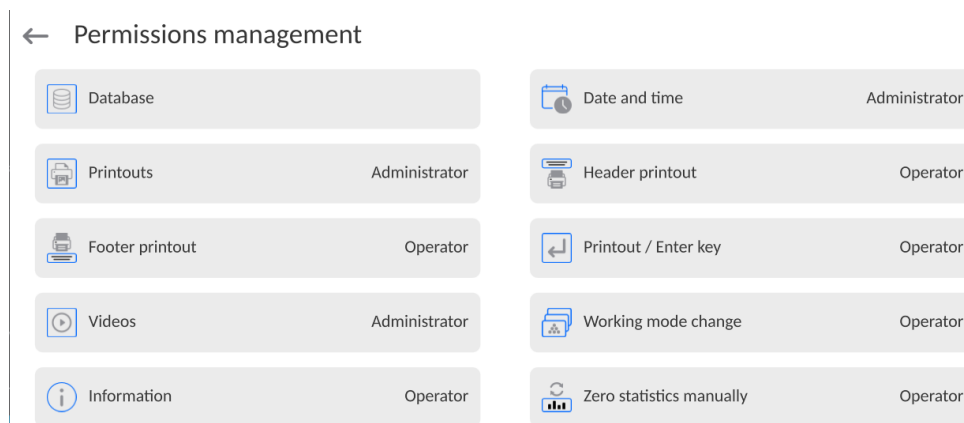 Permissions management
Database
Date and time Administrator
Printouts Administrator
Header printout Operator
Footer printout Operator
Printout / Enter key Operator
Videos Administrator
Working mode change Operator
Information Operator
Zero statistics manually Operator